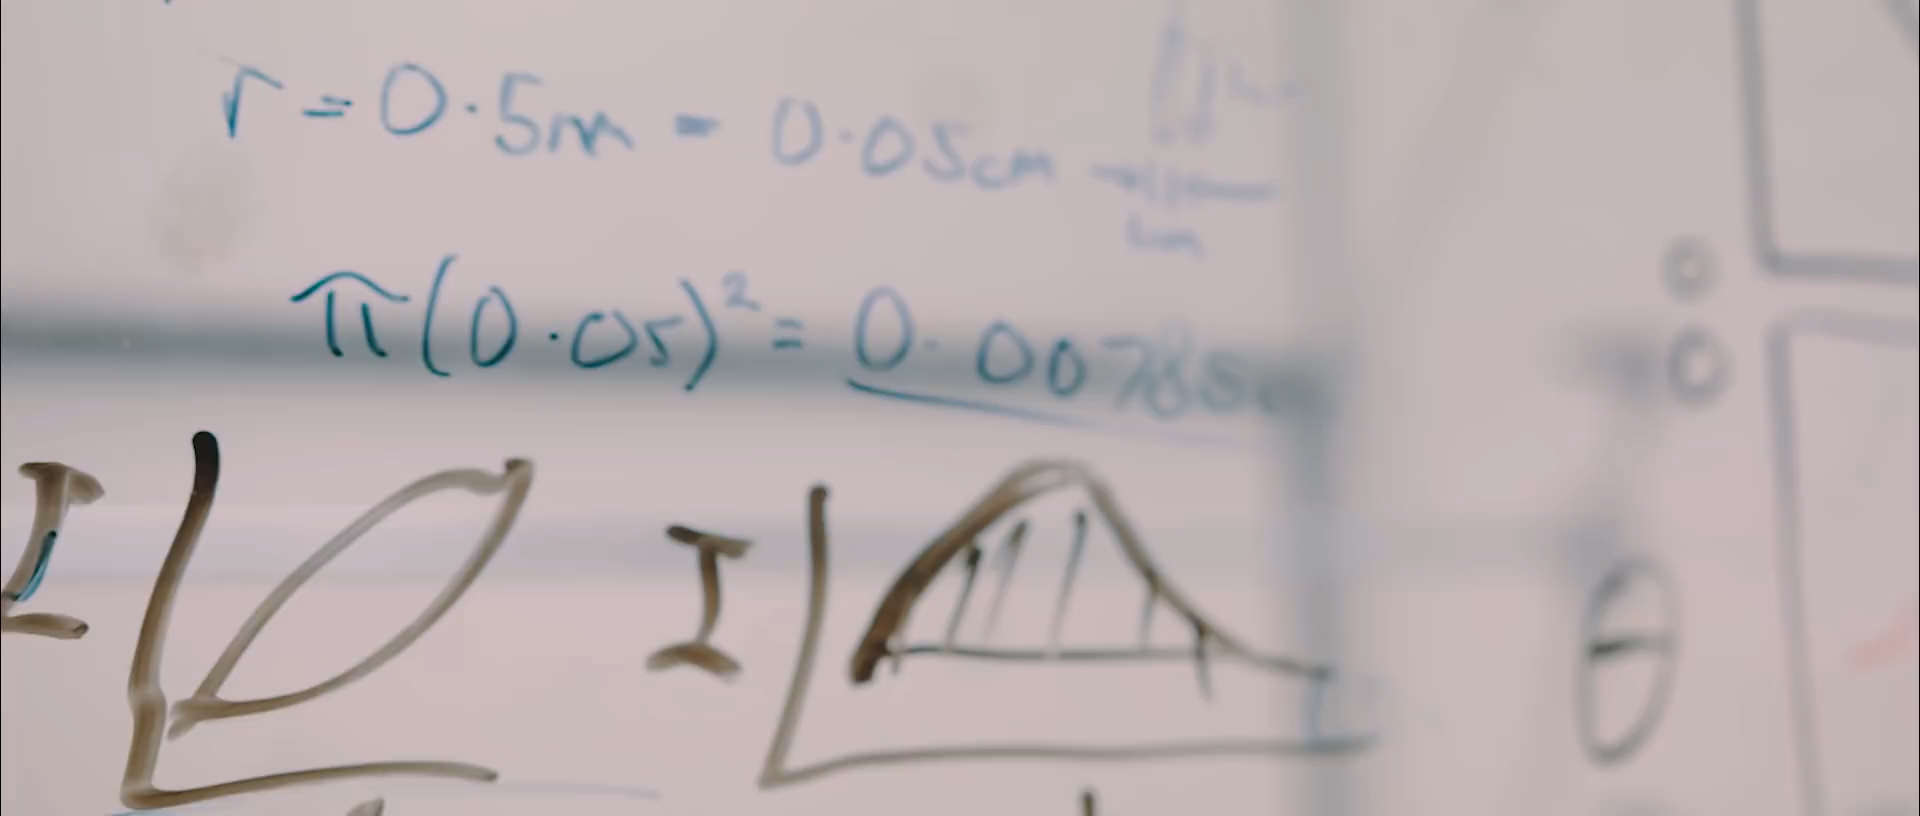 r = 0.5m = 0.05cm
π(0.05)² = 0.00785
I
I
θ